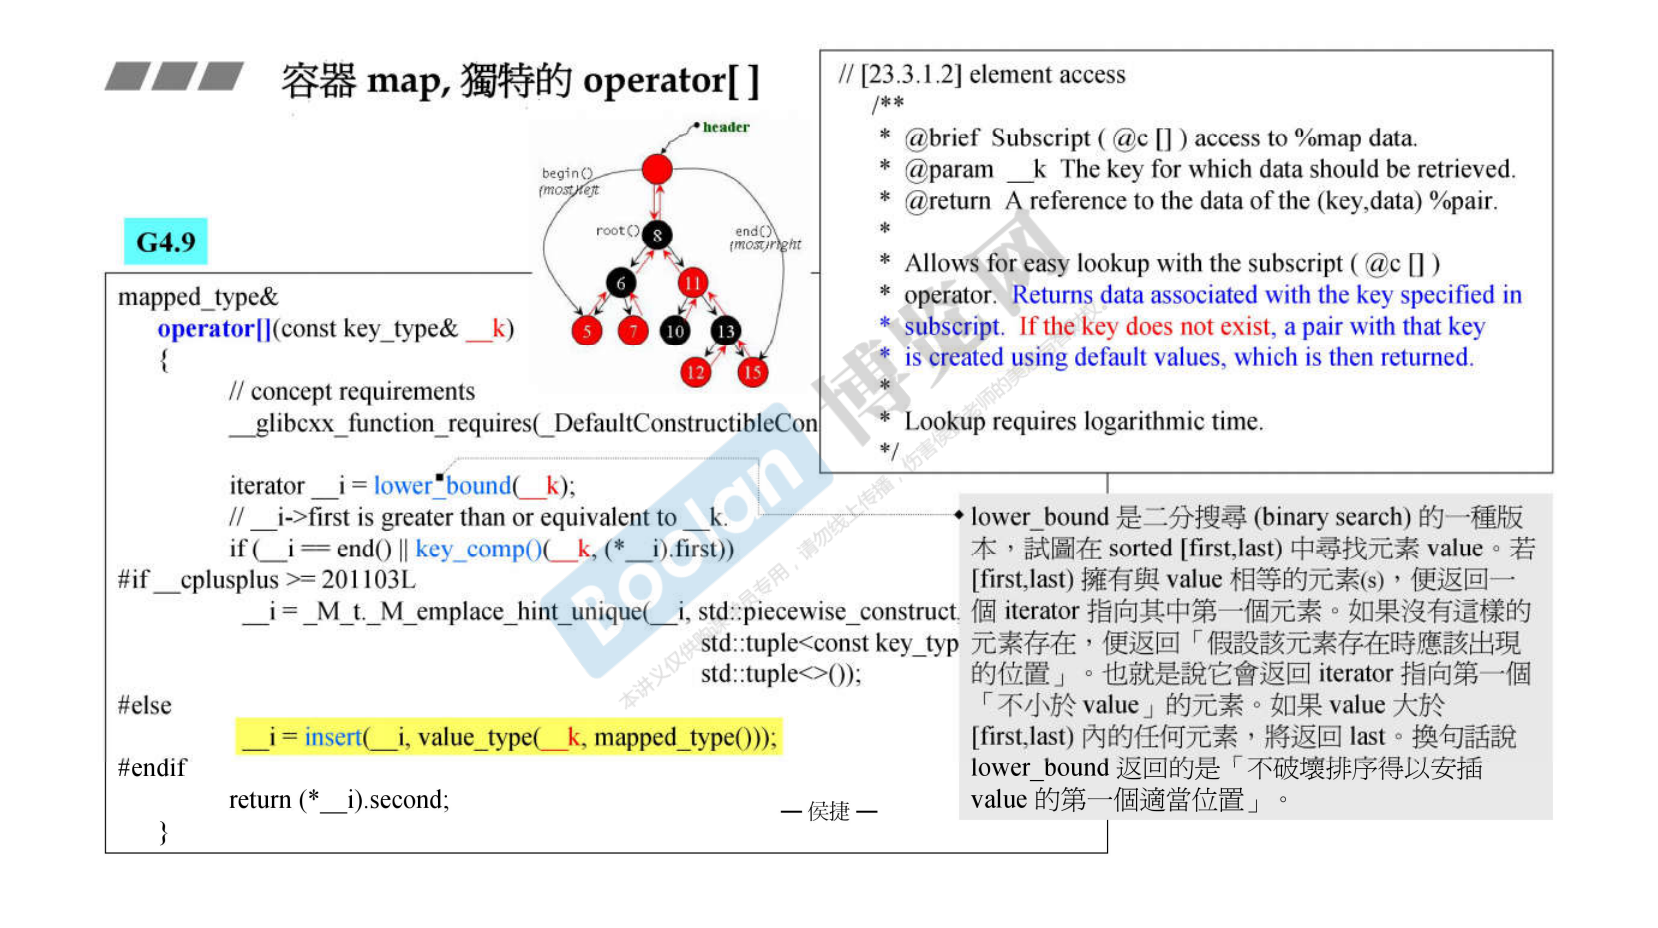 容器 map, 獨特的 operator[ ]
header
begin()
(most)left
root()
end()
(most)right
8
6
11
5
7
10
13
12
15
G4.9
mapped_type&
operator[](const key_type& __k)
{
// concept requirements
__glibcxx_function_requires(_DefaultConstructibleCon
iterator __i = lower_bound(__k);
// __i->first is greater than or equivalent to __k.
if (__i == end() || key_comp()(__k, (*__i).first))
#if __cplusplus >= 201103L
__i = _M_t._M_emplace_hint_unique(__i, std::piecewise_construct,
std::tuple<const key_typ
std::tuple<>());
#else
__i = insert(__i, value_type(__k, mapped_type()));
#endif
return (*__i).second;
}
— 侯捷 —
// [23.3.1.2] element access
/**
* @brief Subscript ( @c [] ) access to %map data.
* @param __k The key for which data should be retrieved.
* @return A reference to the data of the (key,data) %pair.
*
* Allows for easy lookup with the subscript ( @c [] )
* operator. Returns data associated with the key specified in
* subscript. If the key does not exist, a pair with that key
* is created using default values, which is then returned.
*
* Lookup requires logarithmic time.
*/
lower_bound 是二分搜尋 (binary search) 的一種版
本，試圖在 sorted [first,last) 中尋找元素 value。若
[first,last) 擁有與 value 相等的元素(s)，便返回一
個 iterator 指向其中第一個元素。如果沒有這樣的
元素存在，便返回「假設該元素存在時應該出現
的位置」。也就是說它會返回 iterator 指向第一個
「不小於 value」的元素。如果 value 大於
[first,last) 內的任何元素，將返回 last。換句話說
lower_bound 返回的是「不破壞排序得以安插
value 的第一個適當位置」。
Boolan 博览网